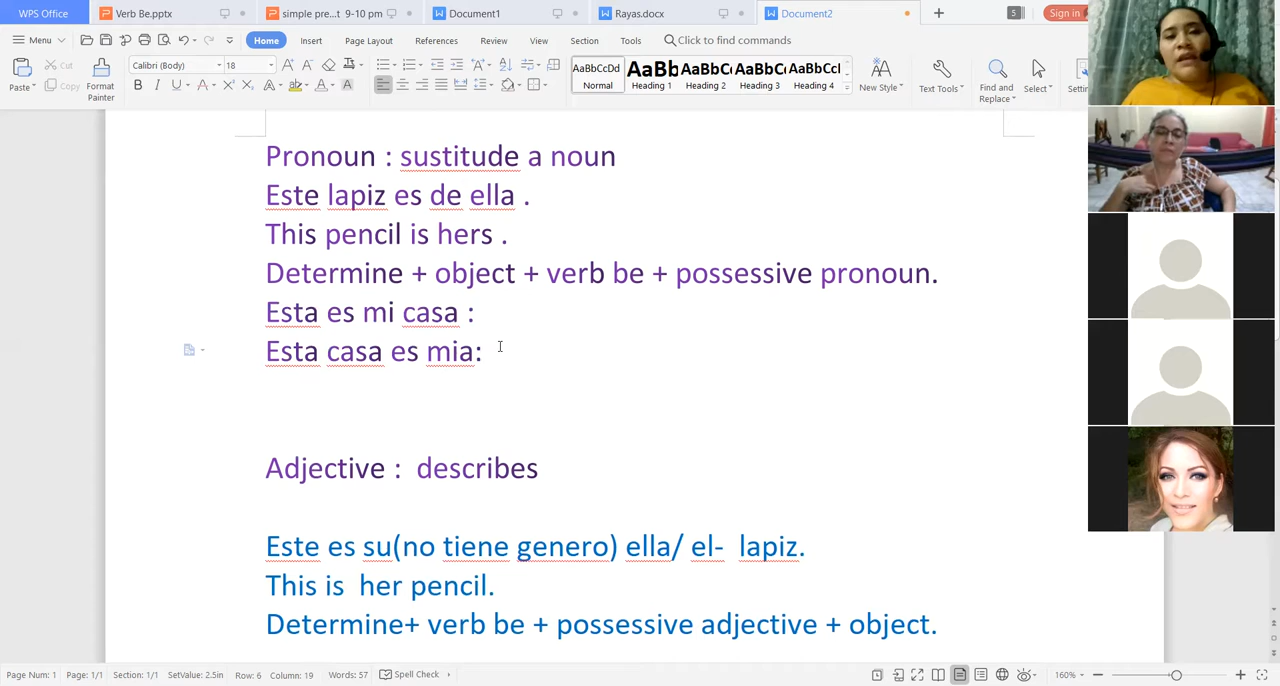 WPS Office Verb Be.pptx simple pre... t 9-10 pm Document1 Rayas.docx Document2 + S Sign in
Menu Home Insert Page Layout References Review View Section Tools Click to find commands
Paste Cut Copy Format Painter Calibri (Body) 18 B I U A X² X₂ A ab A A
AaBbCcDd AaBb AaBbC AaBbC AaBbCcI
Normal Heading 1 Heading 2 Heading 3 Heading 4 New Style Text Tools Find and Replace Select
Pronoun : sustitude a noun
Este lapiz es de ella .
This pencil is hers .
Determine + object + verb be + possessive pronoun.
Esta es mi casa :
Esta casa es mia:
Adjective : describes
Este es su(no tiene genero) ella/ el- lapiz.
This is her pencil.
Determine+ verb be + possessive adjective + object.
Page Num: 1 Page: 1/1 Section: 1/1 SetValue: 2.5in Row: 6 Column: 19 Words: 57 Spell Check 160%